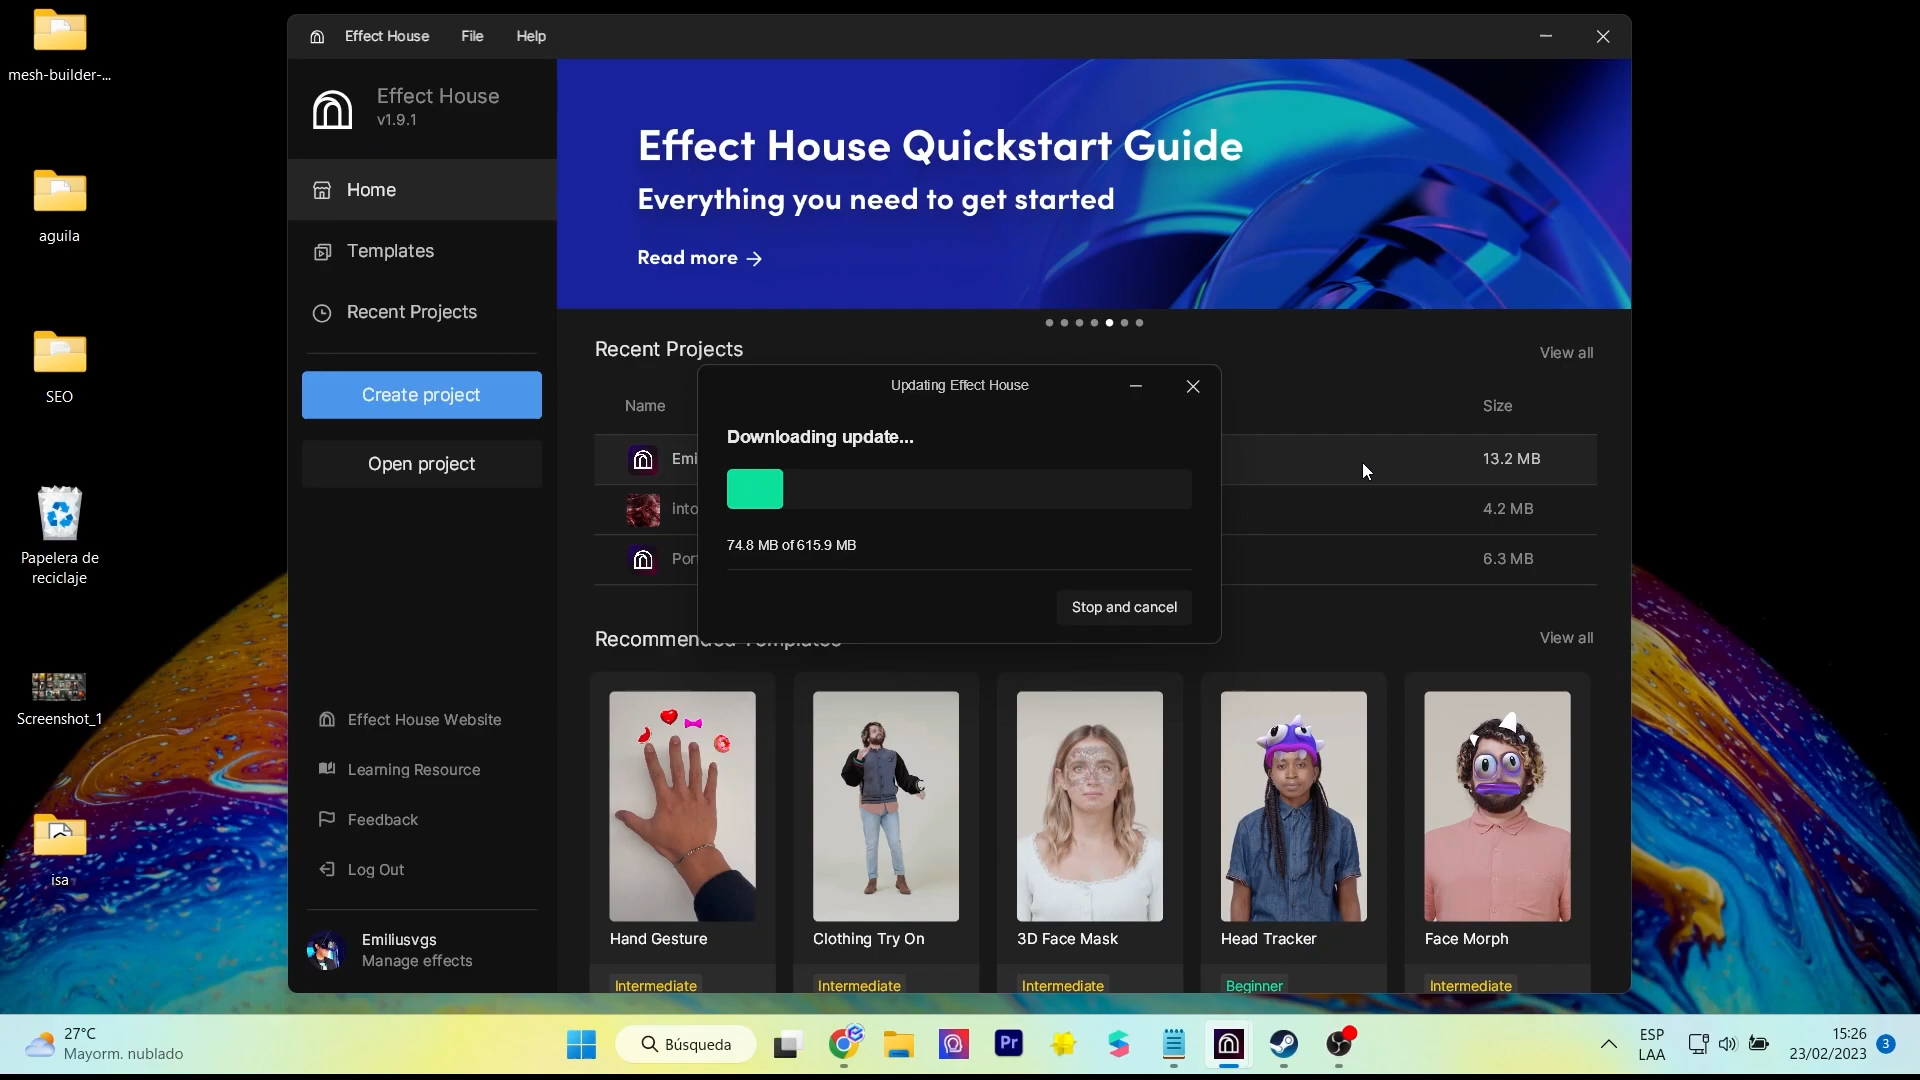 mesh-builder-...
aguila
SEO
Papelera de
reciclaje
Screenshot_1
isa
Effect House
File
Help
Effect House
v1.9.1
Home
Templates
Recent Projects
Create project
Open project
Effect House Website
Learning Resource
Feedback
Log Out
Emiliusvgs
Manage effects
Effect House Quickstart Guide
Everything you need to get started
Read more →
Recent Projects
View all
Name
Size
Emi
13.2 MB
into
4.2 MB
Por
6.3 MB
Updating Effect House
Downloading update...
74.8 MB of 615.9 MB
Stop and cancel
Recommended Templates
View all
Hand Gesture
Intermediate
Clothing Try On
Intermediate
3D Face Mask
Intermediate
Head Tracker
Beginner
Face Morph
Intermediate
27°C
Mayorm. nublado
Búsqueda
Pr
ESP
LAA
15:26
23/02/2023
3